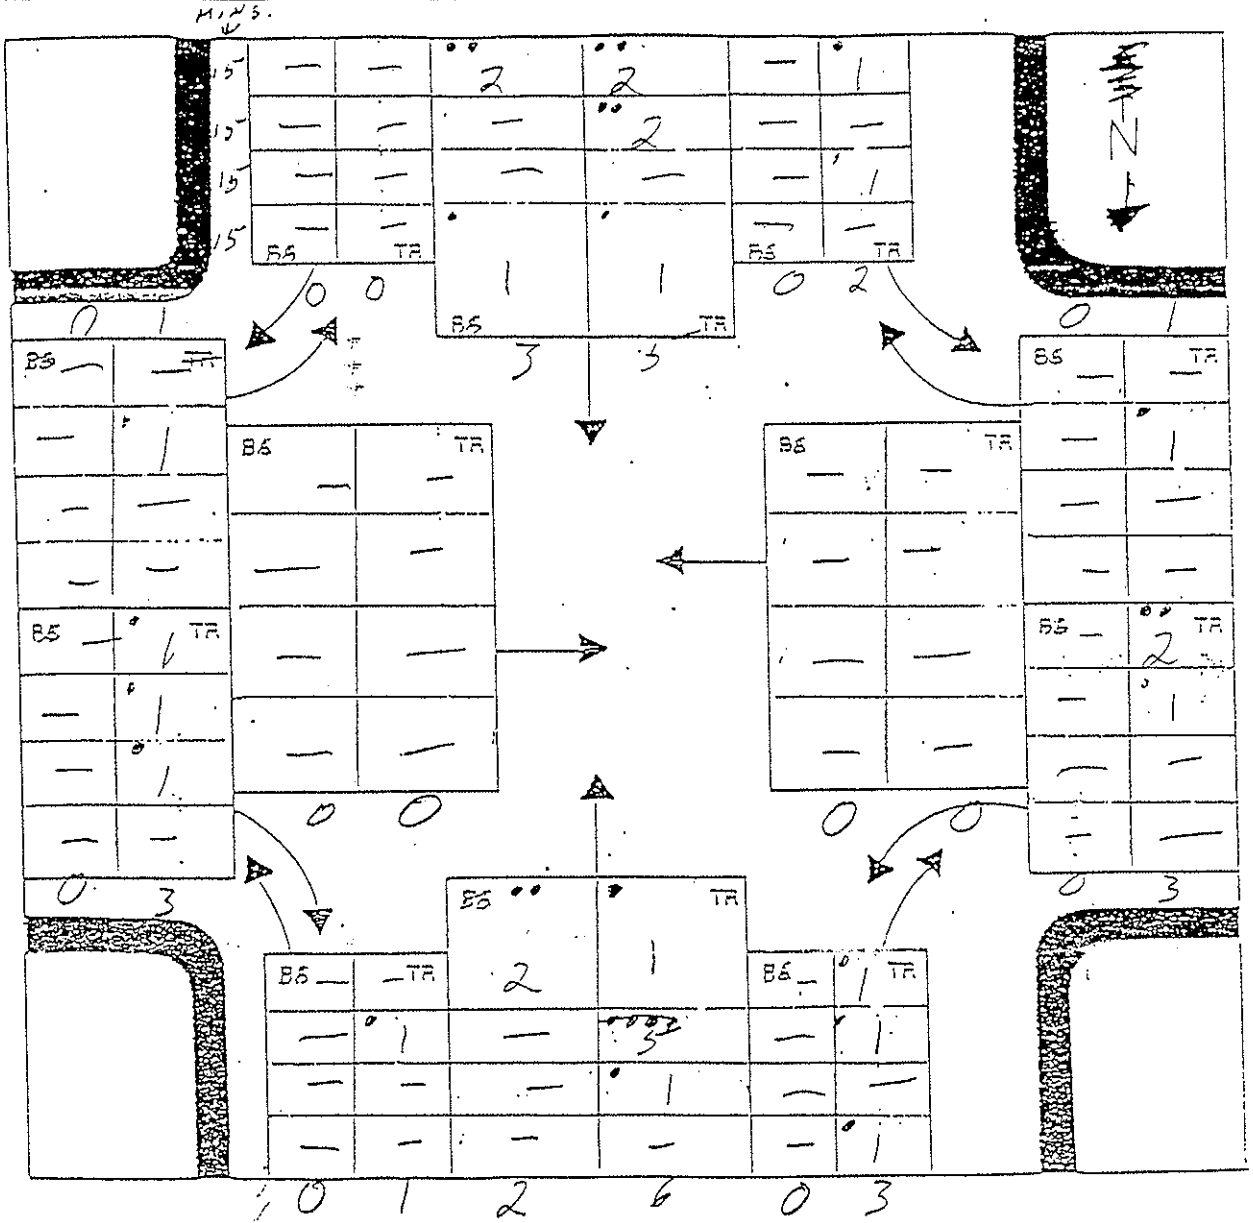 MINS.
15 — — 2 2 — 1
15 — — — 2 — —
15 — — — — — 1
15 — — 1 1 — —
BS TR BS TR BS TR
N
0 0 3 5 0 2
0 1
BS — — TR
— 1
— —
— —
BS — 1 TR
— 1
— 1
— —
0 3
BS TR
— —
— —
— —
— —
0 0
BS TR
— —
— —
— —
— —
0 0
0 1
BS — — TR
— 1
— —
— —
BS — 2 TR
— 1
— —
— —
0 3
BS — — TR BS 2 1 TR BS — 1 TR
— 1 — 5 — 1
— — — 1 — —
— — — — — 1
0 1 2 6 0 3